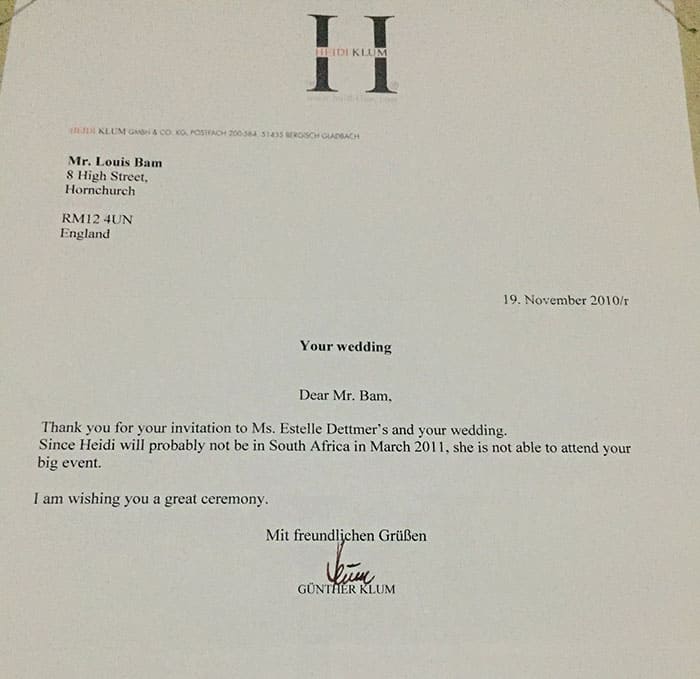 HEIDI KLUM
HEIDI KLUM GMBH & CO. KG, POSTFACH 200 584, 51435 BERGISCH GLADBACH
Mr. Louis Bam
8 High Street,
Hornchurch
RM12 4UN
England
19. November 2010/r
Your wedding
Dear Mr. Bam,
Thank you for your invitation to Ms. Estelle Dettmer's and your wedding.
Since Heidi will probably not be in South Africa in March 2011, she is not able to attend your
big event.
I am wishing you a great ceremony.
Mit freundlichen Grüßen
Klum
GÜNTHER KLUM